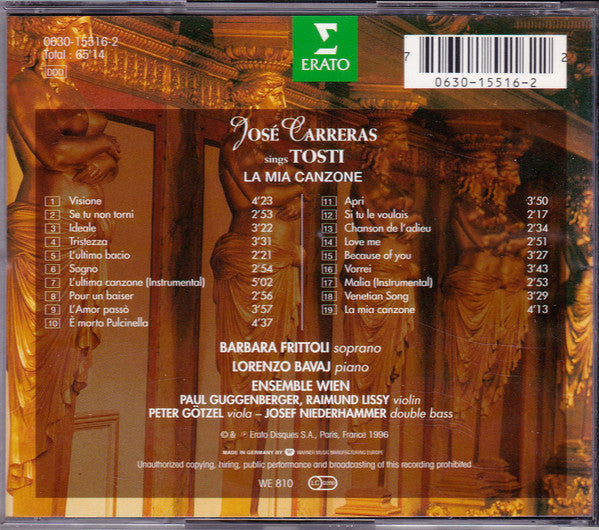 0630-15516-2
Total : 65'14
DDD
ERATO
7
2
0630-15516-2
JOSÉ CARRERAS
sings TOSTI
LA MIA CANZONE
1 Visione 4'23
2 Se tu non torni 2'53
3 Ideale 3'22
4 Tristezza 3'31
5 L'ultimo bacio 2'21
6 Sogno 2'54
7 L'ultima canzone (Instrumental) 5'02
8 Pour un baiser 2'56
9 L'Amor passò 3'57
10 È morto Pulcinella 4'37
11 Apri 3'50
12 Si tu le voulais 2'17
13 Chanson de l'adieu 2'34
14 Love me 2'51
15 Because of you 3'27
16 Vorrei 3'43
17 Malìa (Instrumental) 2'53
18 Venetian Song 3'29
19 La mia canzone 4'13
BARBARA FRITTOLI soprano
LORENZO BAVAJ piano
ENSEMBLE WIEN
PAUL GUGGENBERGER, RAIMUND LISSY violin
PETER GÖTZEL viola – JOSEF NIEDERHAMMER double bass
© & ℗ Erato Disques S.A., Paris, France 1996
MADE IN GERMANY BY WARNER MUSIC MANUFACTURING EUROPE
Unauthorized copying, hiring, public performance and broadcasting of this recording prohibited
WE 810